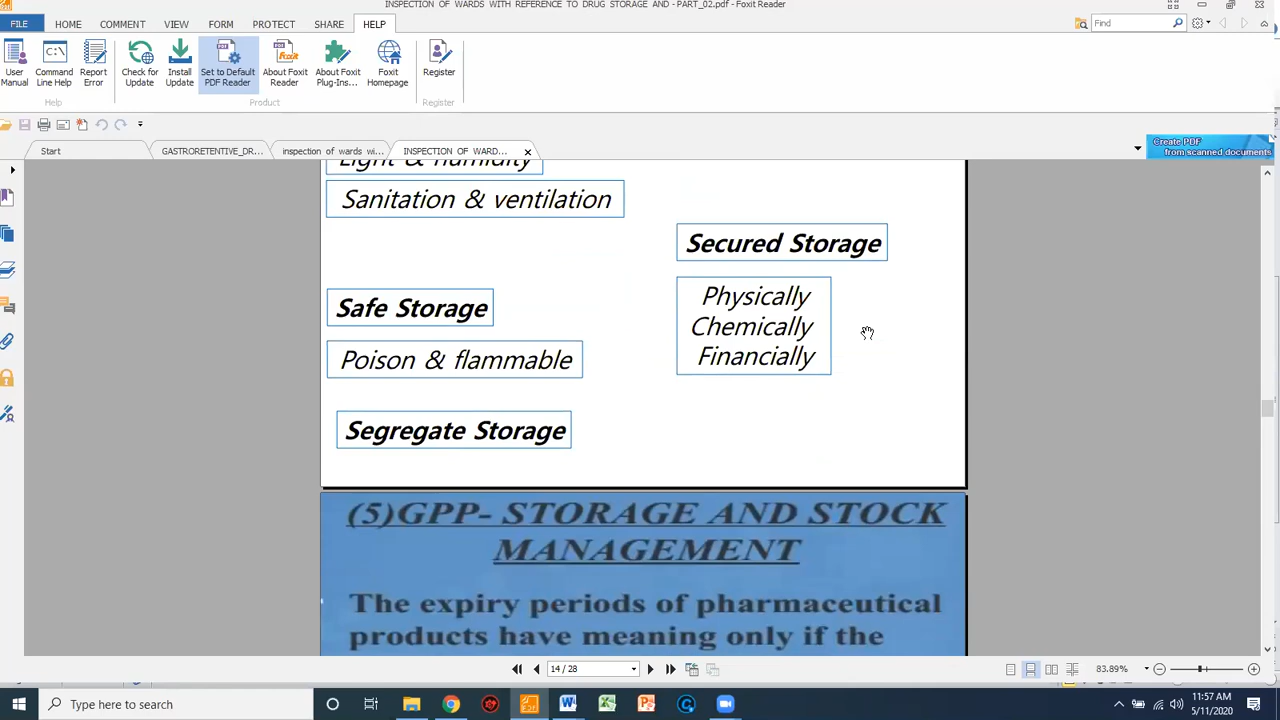 INSPECTION OF WARDS WITH REFERENCE TO DRUG STORAGE AND - PART_02.pdf - Foxit Reader
FILE HOME COMMENT VIEW FORM PROTECT SHARE HELP Find
User Manual
Command Line Help
Report Error
Check for Update
Install Update
Set to Default PDF Reader
About Foxit Reader
About Foxit Plug-Ins...
Foxit Homepage
Register
Help Product Register
Start GASTRORETENTIVE_DR... inspection of wards wi... INSPECTION OF WARD...
Create PDF
from scanned documents
Light & humidity
Sanitation & ventilation
Secured Storage
Physically
Chemically
Financially
Safe Storage
Poison & flammable
Segregate Storage
(5)GPP- STORAGE AND STOCK
MANAGEMENT
The expiry periods of pharmaceutical
products have meaning only if the
14 / 28 83.89%
Type here to search
11:57 AM
5/11/2020